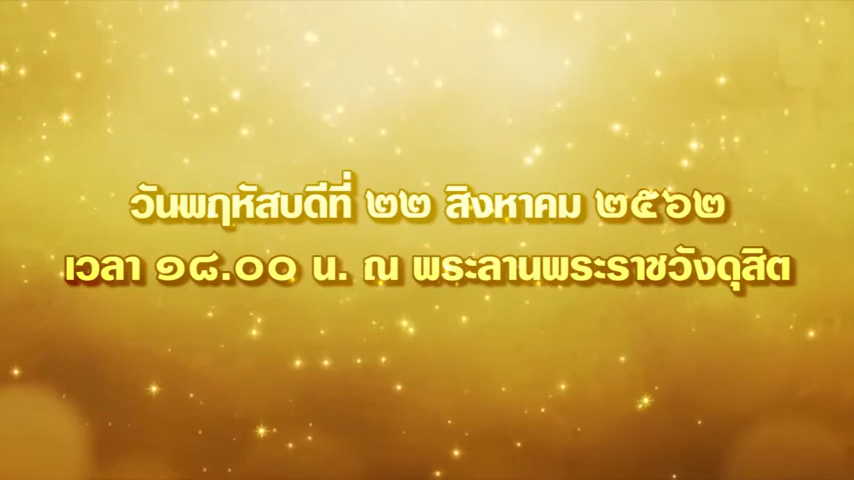 วันพฤหัสบดีที่ ๒๒ สิงหาคม ๒๕๖๒
เวลา ๑๘.๐๐ น. ณ พระลานพระราชวังดุสิต